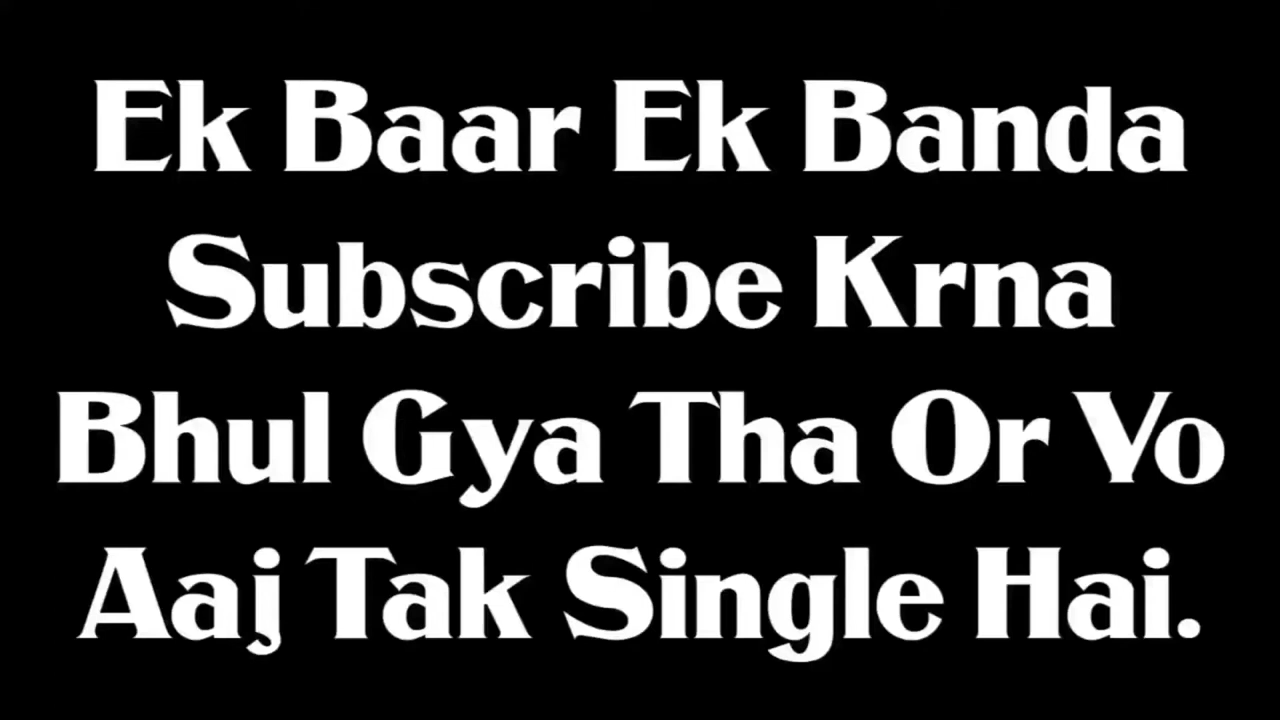 Ek Baar Ek Banda
Subscribe Krna
Bhul Gya Tha Or Vo
Aaj Tak Single Hai.